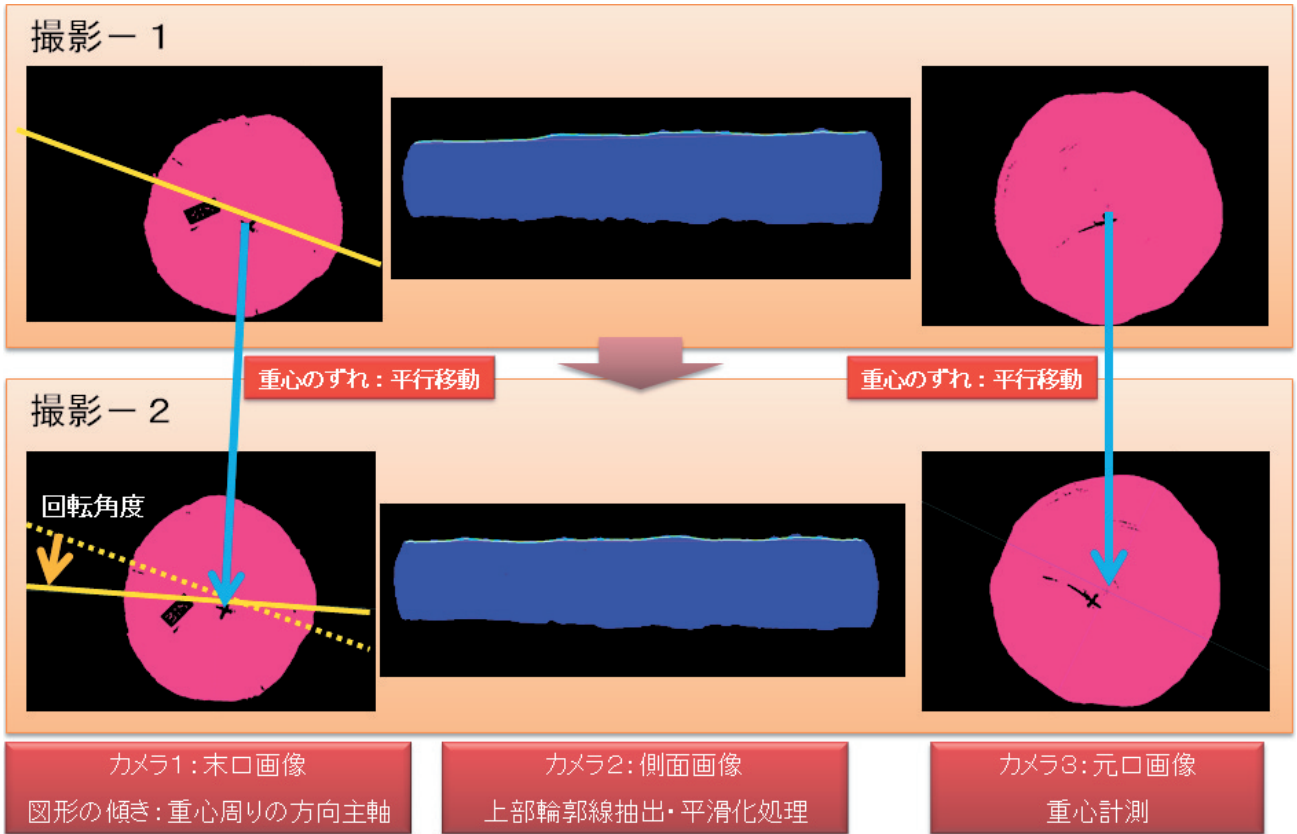 撮影－１
重心のずれ：平行移動
重心のずれ：平行移動
撮影－２
回転角度
カメラ1：末口画像
図形の傾き：重心周りの方向主軸
カメラ2：側面画像
上部輪郭線抽出・平滑化処理
カメラ3：元口画像
重心計測